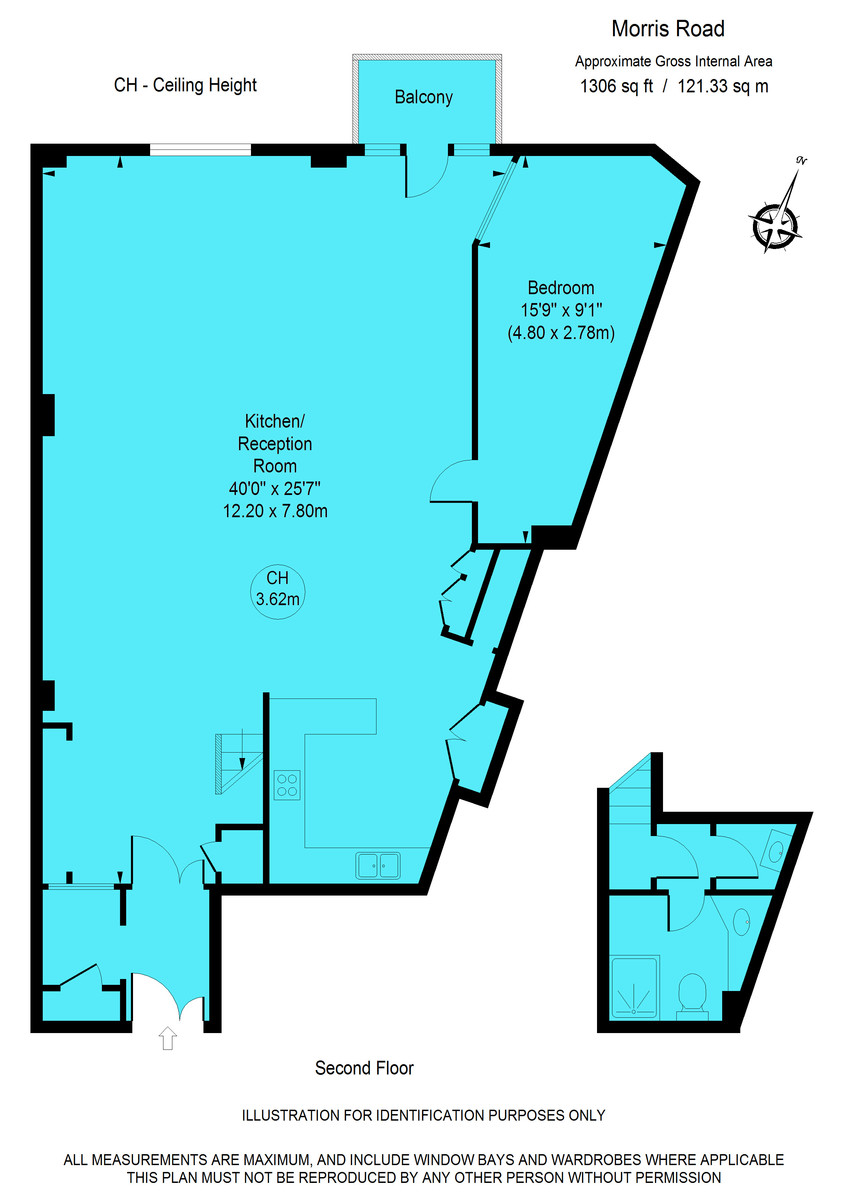 Morris Road
Approximate Gross Internal Area
1306 sq ft / 121.33 sq m
CH - Ceiling Height
Balcony
N
Bedroom
15'9" x 9'1"
(4.80 x 2.78m)
Kitchen/
Reception
Room
40'0" x 25'7"
12.20 x 7.80m
CH
3.62m
Second Floor
ILLUSTRATION FOR IDENTIFICATION PURPOSES ONLY
ALL MEASUREMENTS ARE MAXIMUM, AND INCLUDE WINDOW BAYS AND WARDROBES WHERE APPLICABLE
THIS PLAN MUST NOT BE REPRODUCED BY ANY OTHER PERSON WITHOUT PERMISSION